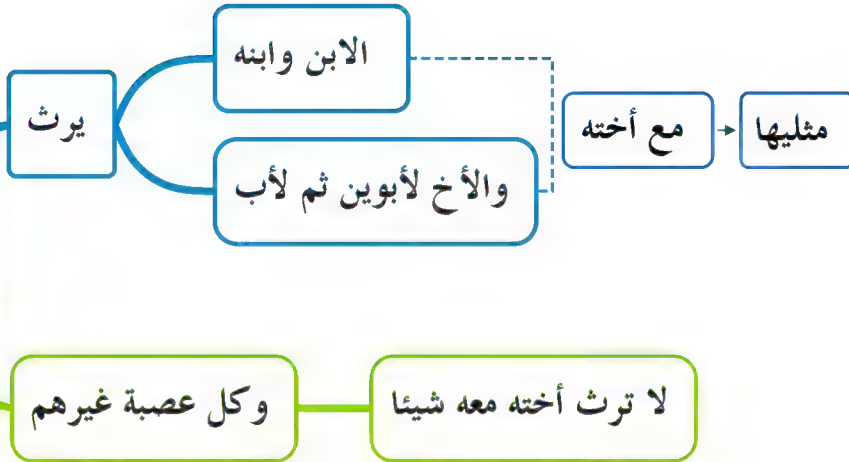 يرث
الابن وابنه
والأخ لأبوين ثم لأب
مع أخته
مثليها
وكل عصبة غيرهم
لا ترث أخته معه شيئا